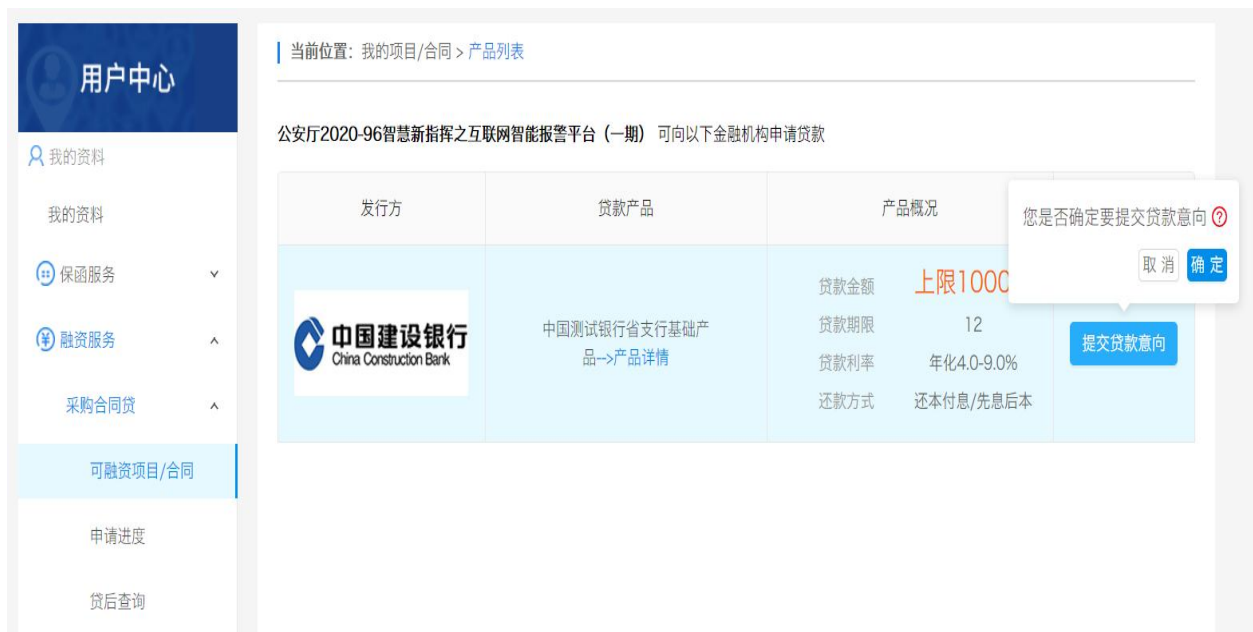 用户中心
当前位置：我的项目/合同 > 产品列表
公安厅2020-96智慧新指挥之互联网智能报警平台（一期） 可向以下金融机构申请贷款
我的资料
我的资料
保函服务
融资服务
采购合同贷
可融资项目/合同
申请进度
贷后查询
发行方 贷款产品 产品概况
您是否确定要提交贷款意向
取消 确定
中国建设银行
China Construction Bank
中国测试银行省支行基础产
品-->产品详情
贷款金额 上限1000
贷款期限 12
贷款利率 年化4.0-9.0%
还款方式 还本付息/先息后本
提交贷款意向